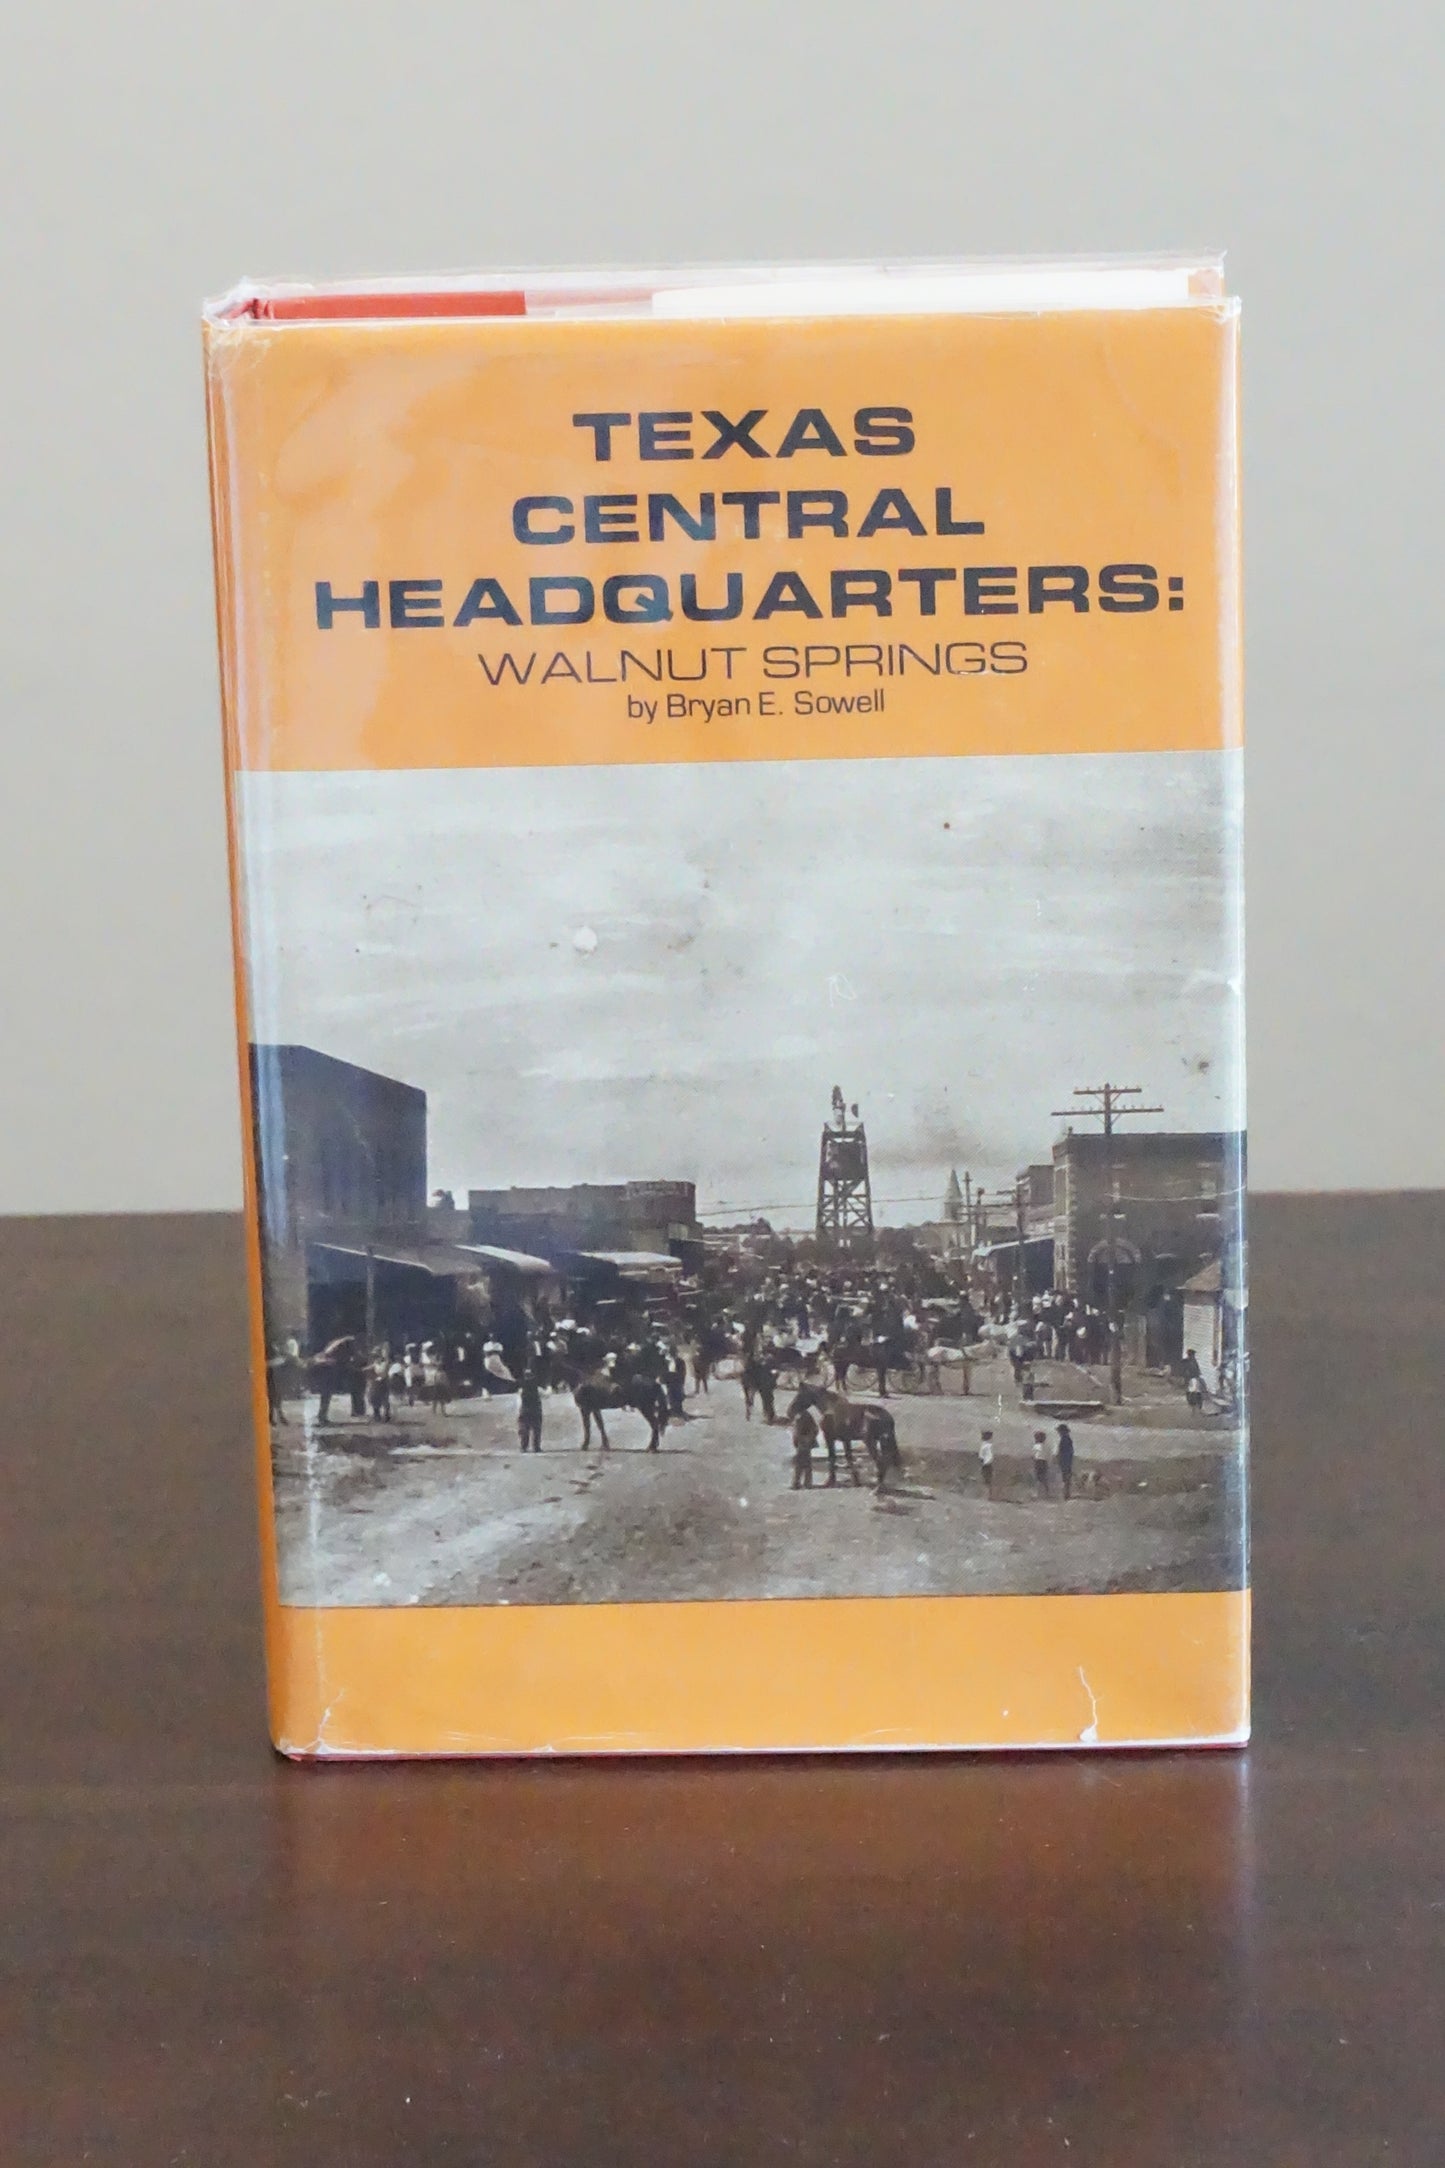 TEXAS
CENTRAL
HEADQUARTERS:
WALNUT SPRINGS
by Bryan E. Sowell